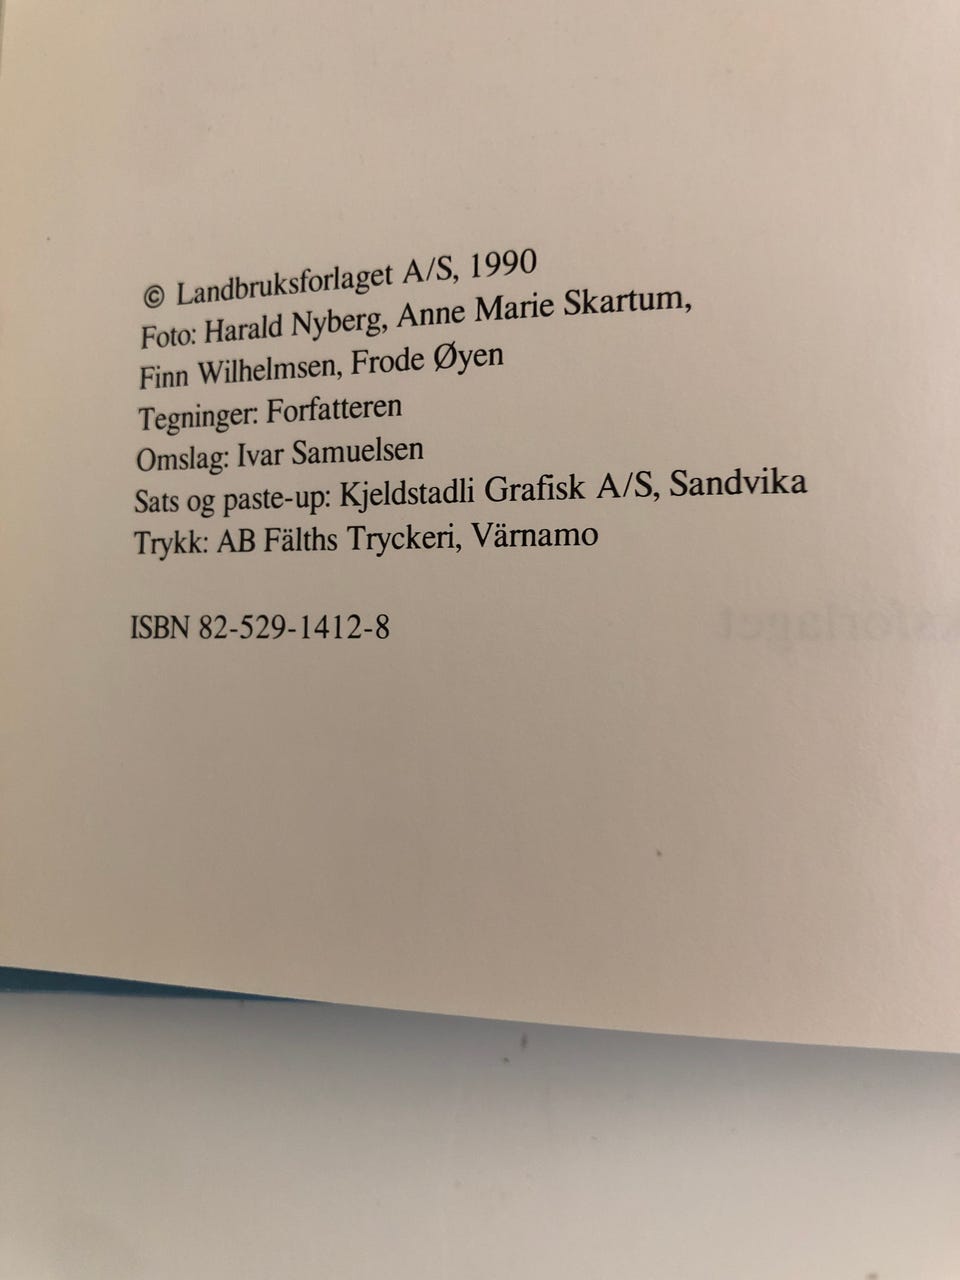 © Landbruksforlaget A/S, 1990
Foto: Harald Nyberg, Anne Marie Skartum,
Finn Wilhelmsen, Frode Øyen
Tegninger: Forfatteren
Omslag: Ivar Samuelsen
Sats og paste-up: Kjeldstadli Grafisk A/S, Sandvika
Trykk: AB Fälths Tryckeri, Värnamo
ISBN 82-529-1412-8